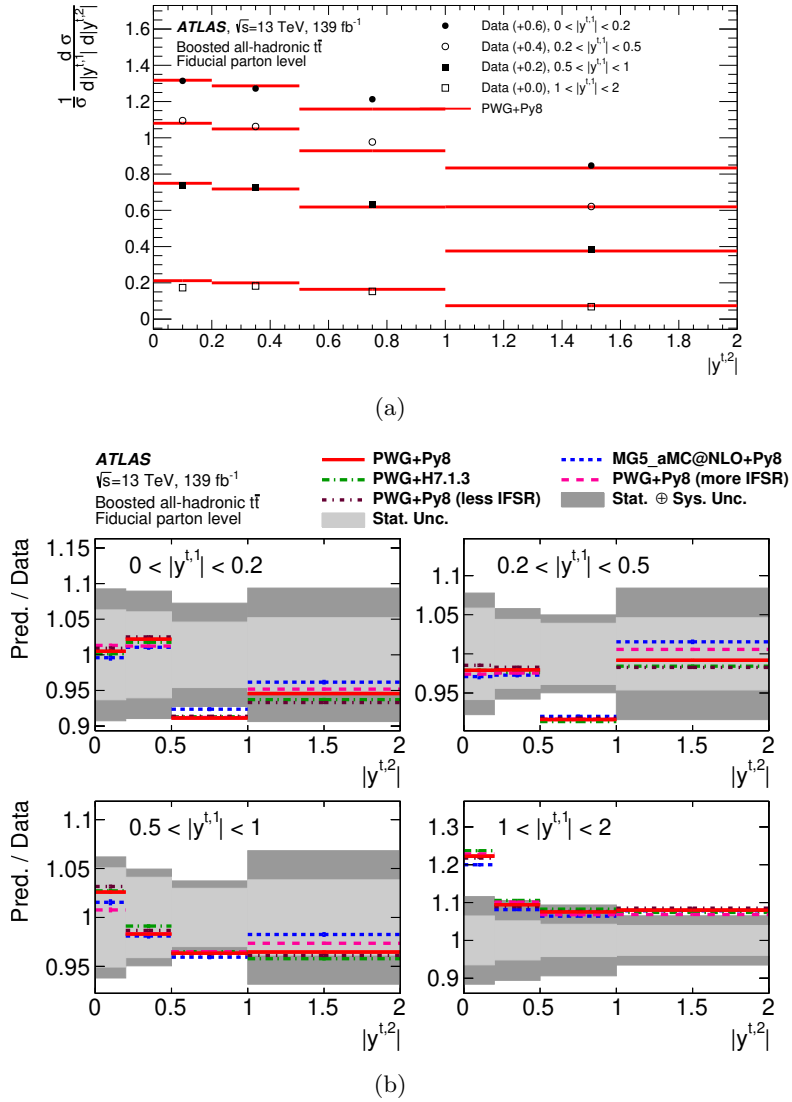 ATLAS, √s=13 TeV, 139 fb⁻¹
Boosted all-hadronic tt̄
Fiducial parton level
Data (+0.6), 0 < |y^{t,1}| < 0.2
Data (+0.4), 0.2 < |y^{t,1}| < 0.5
Data (+0.2), 0.5 < |y^{t,1}| < 1
Data (+0.0), 1 < |y^{t,1}| < 2
PWG+Py8
1/σ d σ / d|y^{t,1}| d|y^{t,2}|
1.6
1.4
1.2
1
0.8
0.6
0.4
0.2
0
0 0.2 0.4 0.6 0.8 1 1.2 1.4 1.6 1.8 2
|y^{t,2}|
(a)
ATLAS
√s=13 TeV, 139 fb⁻¹
Boosted all-hadronic tt̄
Fiducial parton level
PWG+Py8
PWG+H7.1.3
PWG+Py8 (less IFSR)
Stat. Unc.
MG5_aMC@NLO+Py8
PWG+Py8 (more IFSR)
Stat. ⊕ Sys. Unc.
0 < |y^{t,1}| < 0.2
Pred. / Data
1.15
1.1
1.05
1
0.95
0.9
0 0.5 1 1.5 2
|y^{t,2}|
0.2 < |y^{t,1}| < 0.5
1.1
1.05
1
0.95
0 0.5 1 1.5 2
|y^{t,2}|
0.5 < |y^{t,1}| < 1
Pred. / Data
1.1
1.05
1
0.95
0 0.5 1 1.5 2
|y^{t,2}|
1 < |y^{t,1}| < 2
1.3
1.2
1.1
1
0.9
0 0.5 1 1.5 2
|y^{t,2}|
(b)